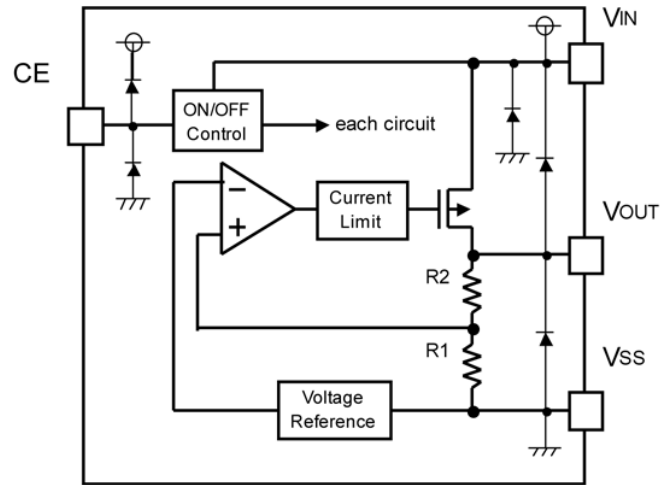 VIN
CE
ON/OFF
Control
each circuit
−
+
Current
Limit
VOUT
R2
R1
VSS
Voltage
Reference